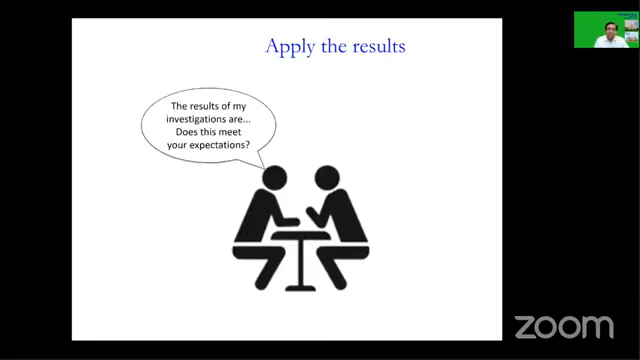 Apply the results
The results of my
investigations are...
Does this meet
your expectations?
zoom